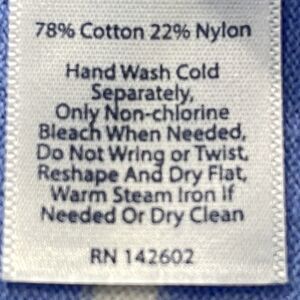 78% Cotton 22% Nylon
Hand Wash Cold
Separately,
Only Non-chlorine
Bleach When Needed,
Do Not Wring or Twist,
Reshape And Dry Flat,
Warm Steam Iron If
Needed Or Dry Clean
RN 142602